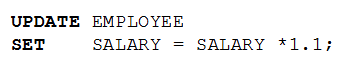 UPDATE EMPLOYEE
SET SALARY = SALARY *1.1;